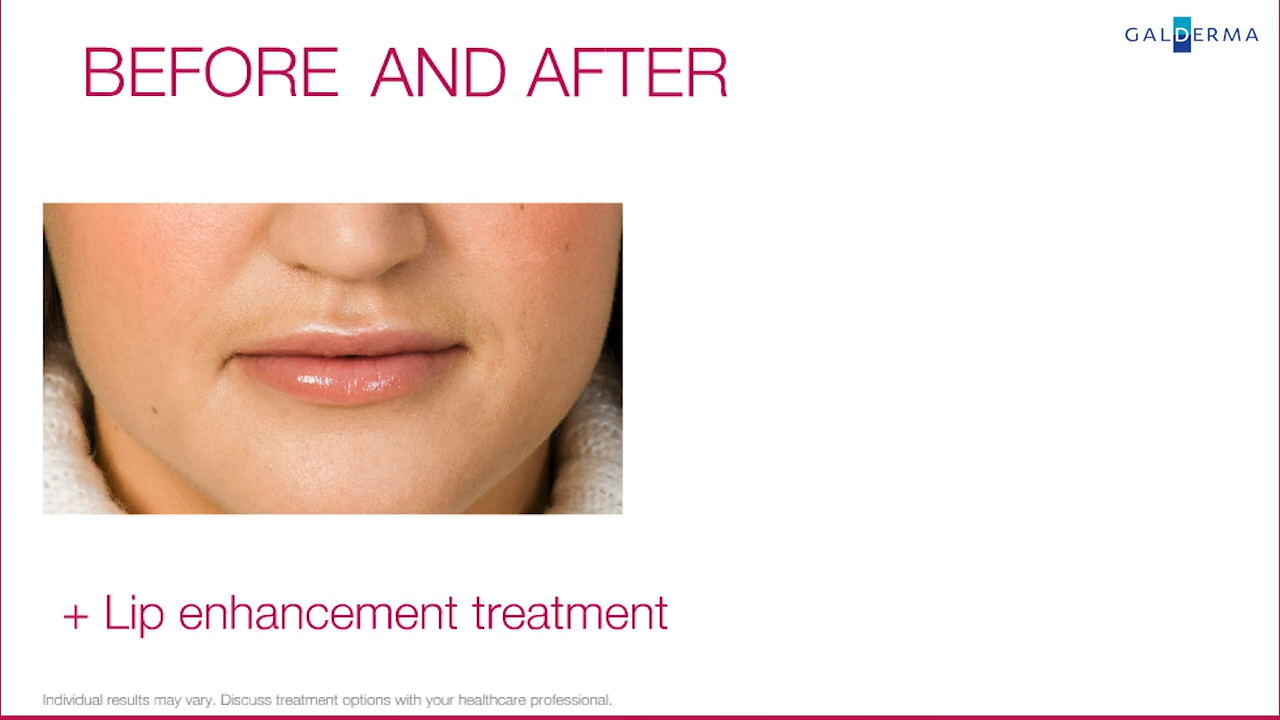 GALDERMA
BEFORE AND AFTER
+ Lip enhancement treatment
Individual results may vary. Discuss treatment options with your healthcare professional.